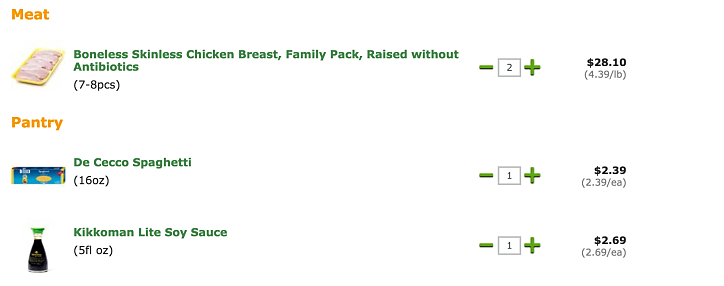 Meat
Boneless Skinless Chicken Breast, Family Pack, Raised without
Antibiotics
(7-8pcs)
2
$28.10
(4.39/lb)
Pantry
De Cecco Spaghetti
(16oz)
1
$2.39
(2.39/ea)
Kikkoman Lite Soy Sauce
(5fl oz)
1
$2.69
(2.69/ea)